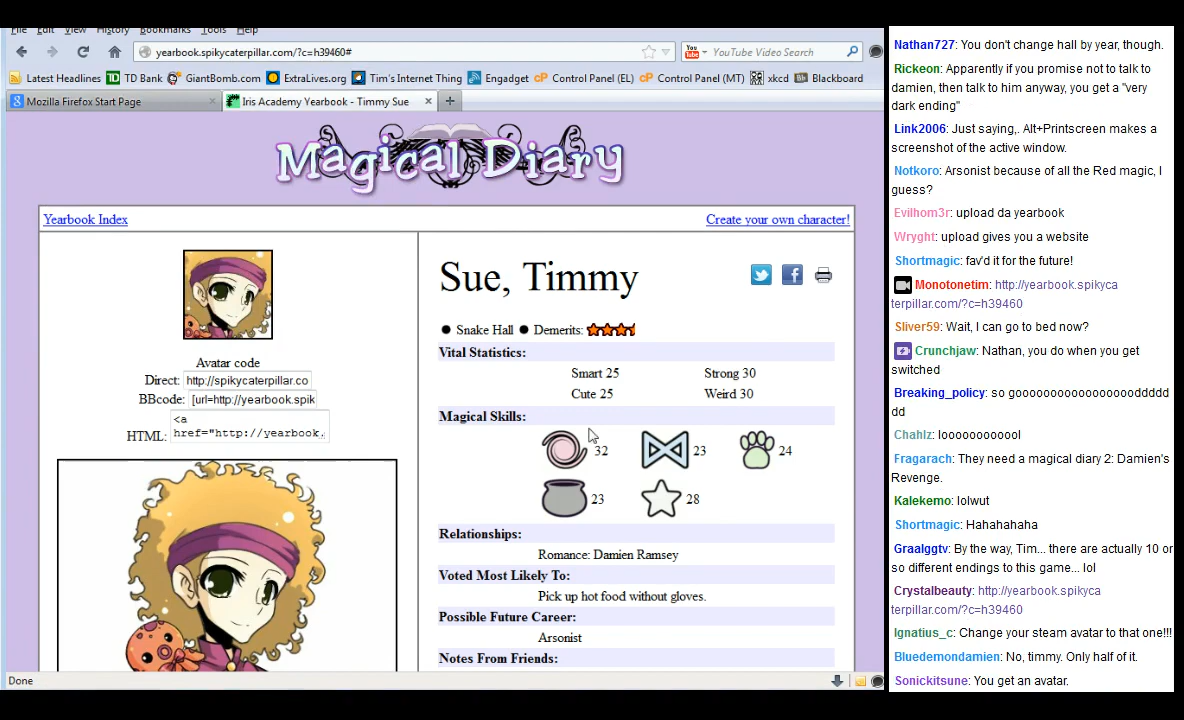 File Edit View History Bookmarks Tools Help
yearbook.spikycaterpillar.com/?c=h39460#
YouTube Video Search
Latest Headlines TD Bank GiantBomb.com ExtraLives.org Tim's Internet Thing Engadget Control Panel (EL) Control Panel (MT) xkcd Blackboard
Mozilla Firefox Start Page
Iris Academy Yearbook - Timmy Sue
Magical Diary
Yearbook Index
Create your own character!
Avatar code
Direct: http://spikycaterpillar.co
BBcode: [url=http://yearbook.spik
<a
HTML: href="http://yearbook.
Sue, Timmy
Snake Hall Demerits:
Vital Statistics:
Smart 25 Strong 30
Cute 25 Weird 30
Magical Skills:
32 23 24
23 28
Relationships:
Romance: Damien Ramsey
Voted Most Likely To:
Pick up hot food without gloves.
Possible Future Career:
Arsonist
Notes From Friends:
Done
Nathan727: You don't change hall by year, though.
Rickeon: Apparently if you promise not to talk to
damien, then talk to him anyway, you get a "very
dark ending"
Link2006: Just saying,. Alt+Printscreen makes a
screenshot of the active window.
Notkoro: Arsonist because of all the Red magic, I
guess?
Evilhom3r: upload da yearbook
Wryght: upload gives you a website
Shortmagic: fav'd it for the future!
Monotonetim: http://yearbook.spikyca
terpillar.com/?c=h39460
Sliver59: Wait, I can go to bed now?
Crunchjaw: Nathan, you do when you get
switched
Breaking_policy: so gooooooooooooooooddddd
dd
Chahlz: looooooooool
Fragarach: They need a magical diary 2: Damien's
Revenge.
Kalekemo: lolwut
Shortmagic: Hahahahaha
Graalggtv: By the way, Tim... there are actually 10 or
so different endings to this game... lol
Crystalbeauty: http://yearbook.spikyca
terpillar.com/?c=h39460
Ignatius_c: Change your steam avatar to that one!!!
Bluedemondamien: No, timmy. Only half of it.
Sonickitsune: You get an avatar.